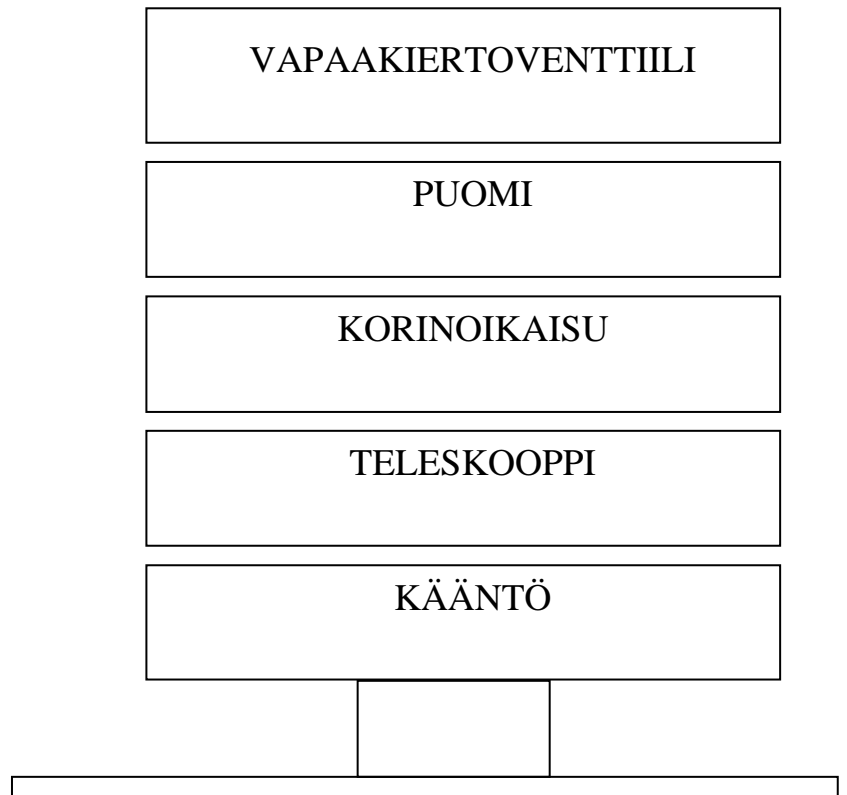 VAPAAKIERTOVENTTIILI
PUOMI
KORINOIKAISU
TELESKOOPPI
KÄÄNTÖ